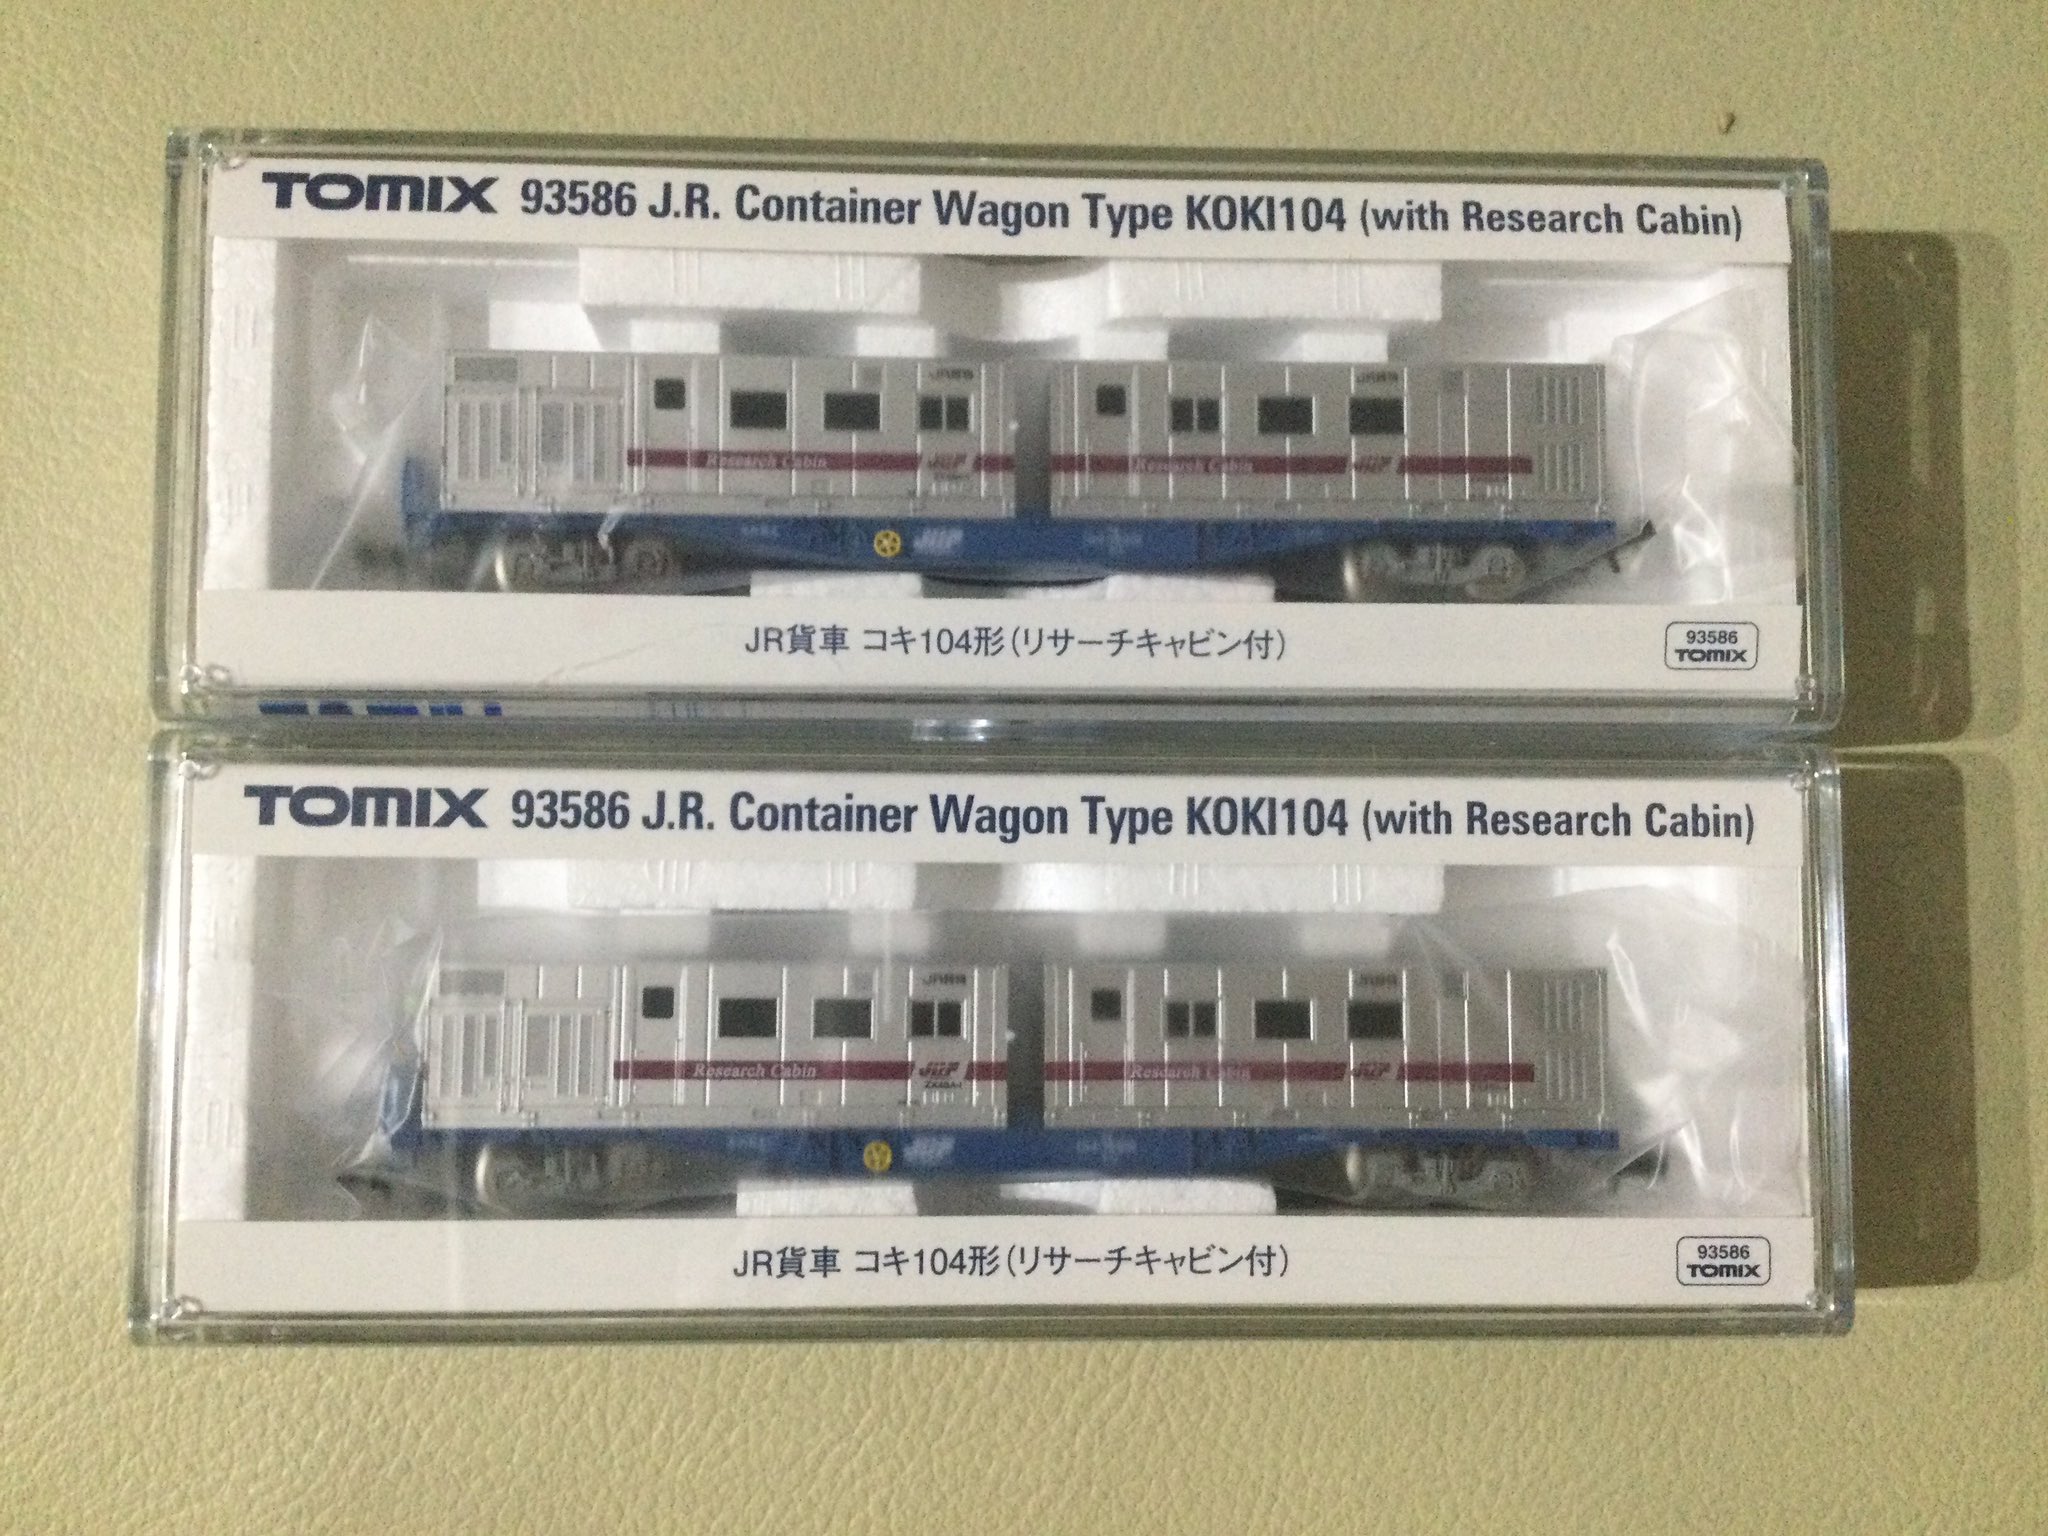 TOMIX 93586 J.R. Container Wagon Type KOKI104 (with Research Cabin)
JR貨車 コキ104形(リサーチキャビン付)
93586
TOMIX
Research Cabin
Research Cabin
TOMIX 93586 J.R. Container Wagon Type KOKI104 (with Research Cabin)
Research Cabin
Research Cabin
JR貨車 コキ104形(リサーチキャビン付)
93586
TOMIX